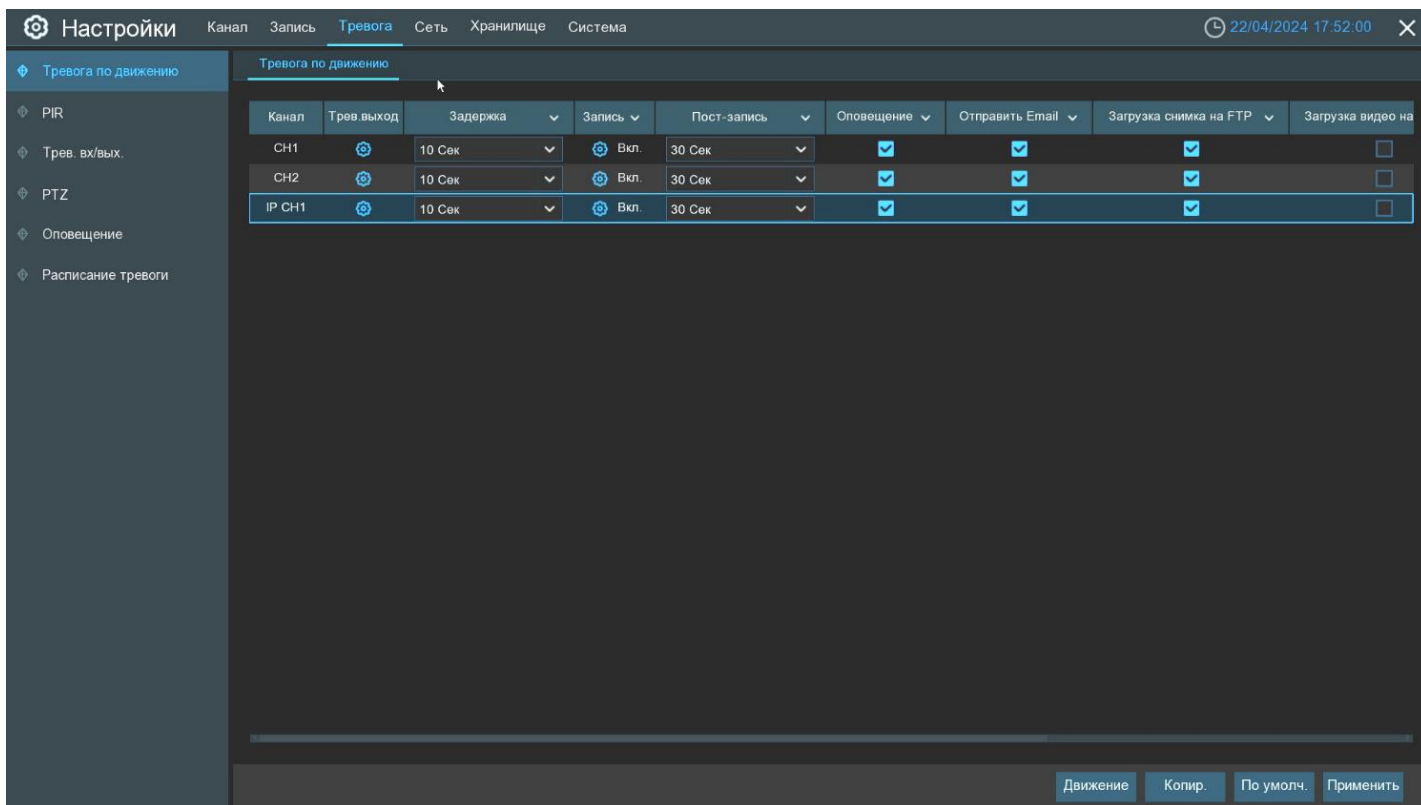 Настройки Канал Запись Тревога Сеть Хранилище Система 22/04/2024 17:52:00
Тревога по движению
PIR
Трев. вх/вых.
PTZ
Оповещение
Расписание тревоги
Тревога по движению
Канал Трев.выход Задержка Запись Пост-запись Оповещение Отправить Email Загрузка снимка на FTP Загрузка видео на
CH1 10 Сек Вкл. 30 Сек
CH2 10 Сек Вкл. 30 Сек
IP CH1 10 Сек Вкл. 30 Сек
Движение Копир. По умолч. Применить